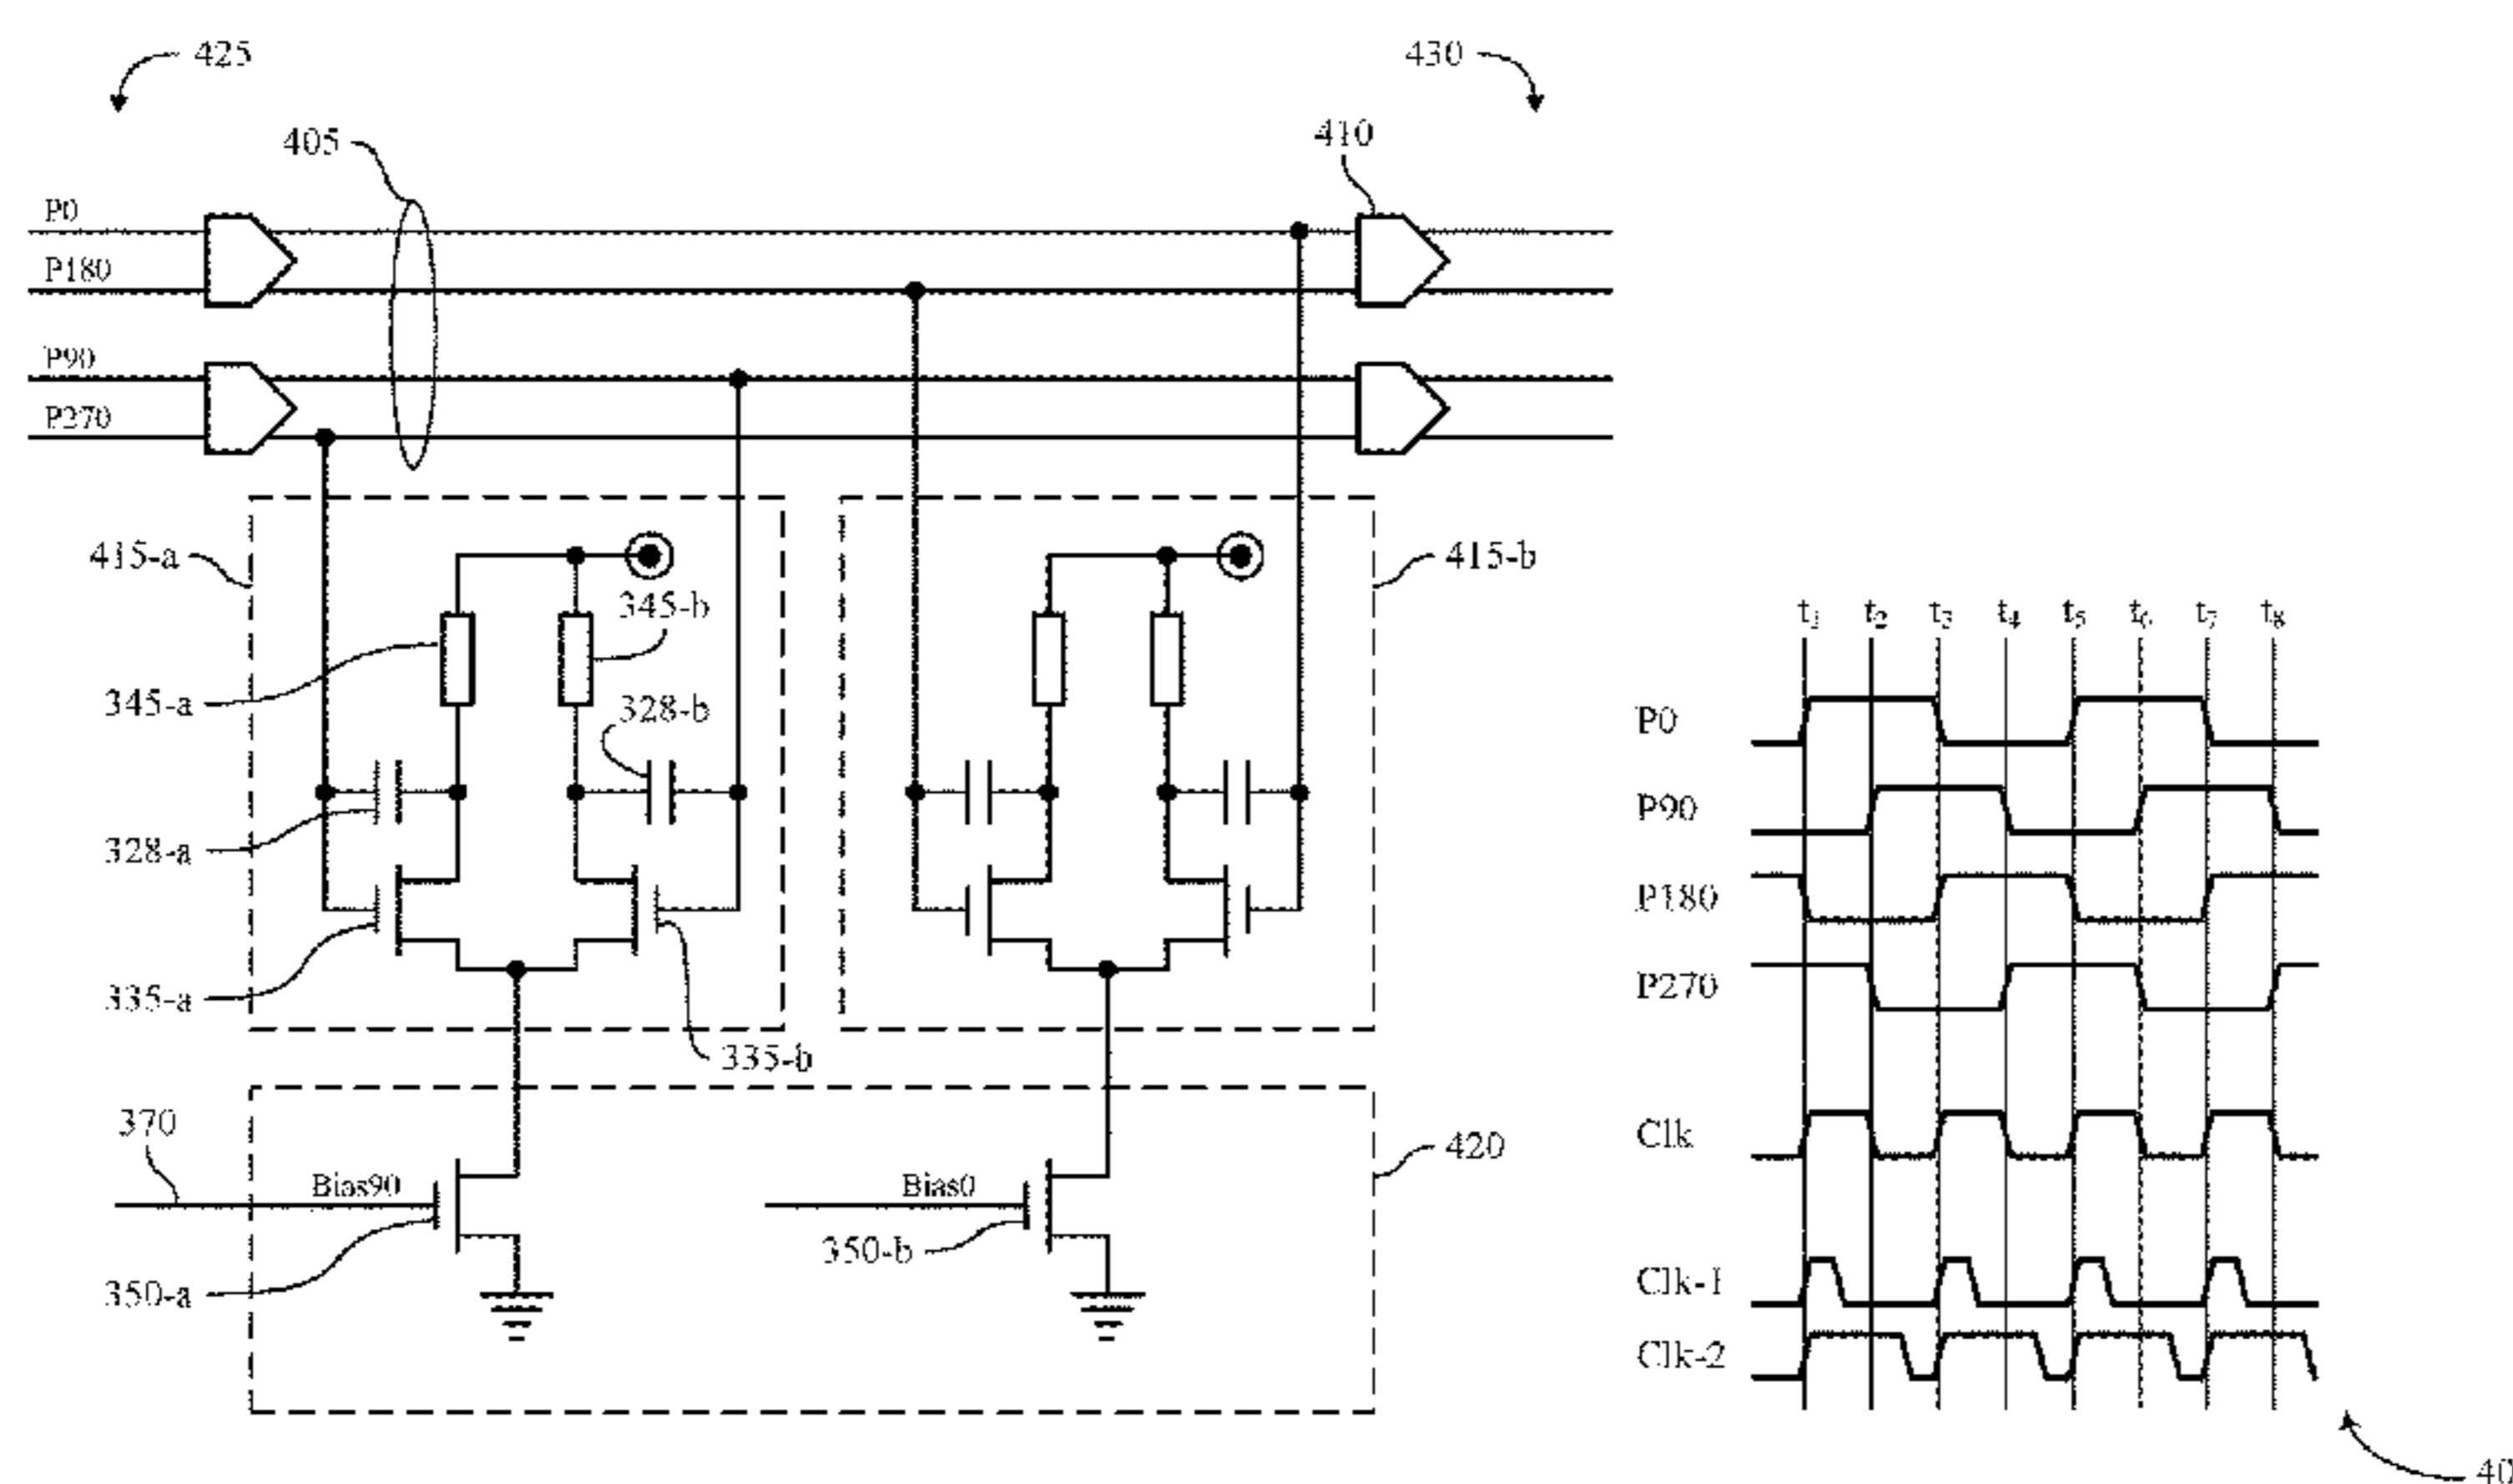 425
430
405
410
P0
P180
P90
P270
415-a
415-b
345-b
345-a
328-b
328-a
335-a
335-b
370
Bias90
Bias0
420
350-b
350-a
t1 t2 t3 t4 t5 t6 t7 t8
P0
P90
P180
P270
Clk
Clk-1
Clk-2